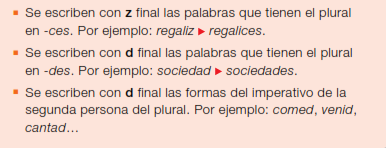 ▪ Se escriben con z final las palabras que tienen el plural
en -ces. Por ejemplo: regaliz ▶ regalices.
▪ Se escriben con d final las palabras que tienen el plural
en -des. Por ejemplo: sociedad ▶ sociedades.
▪ Se escriben con d final las formas del imperativo de la
segunda persona del plural. Por ejemplo: comed, venid,
cantad…